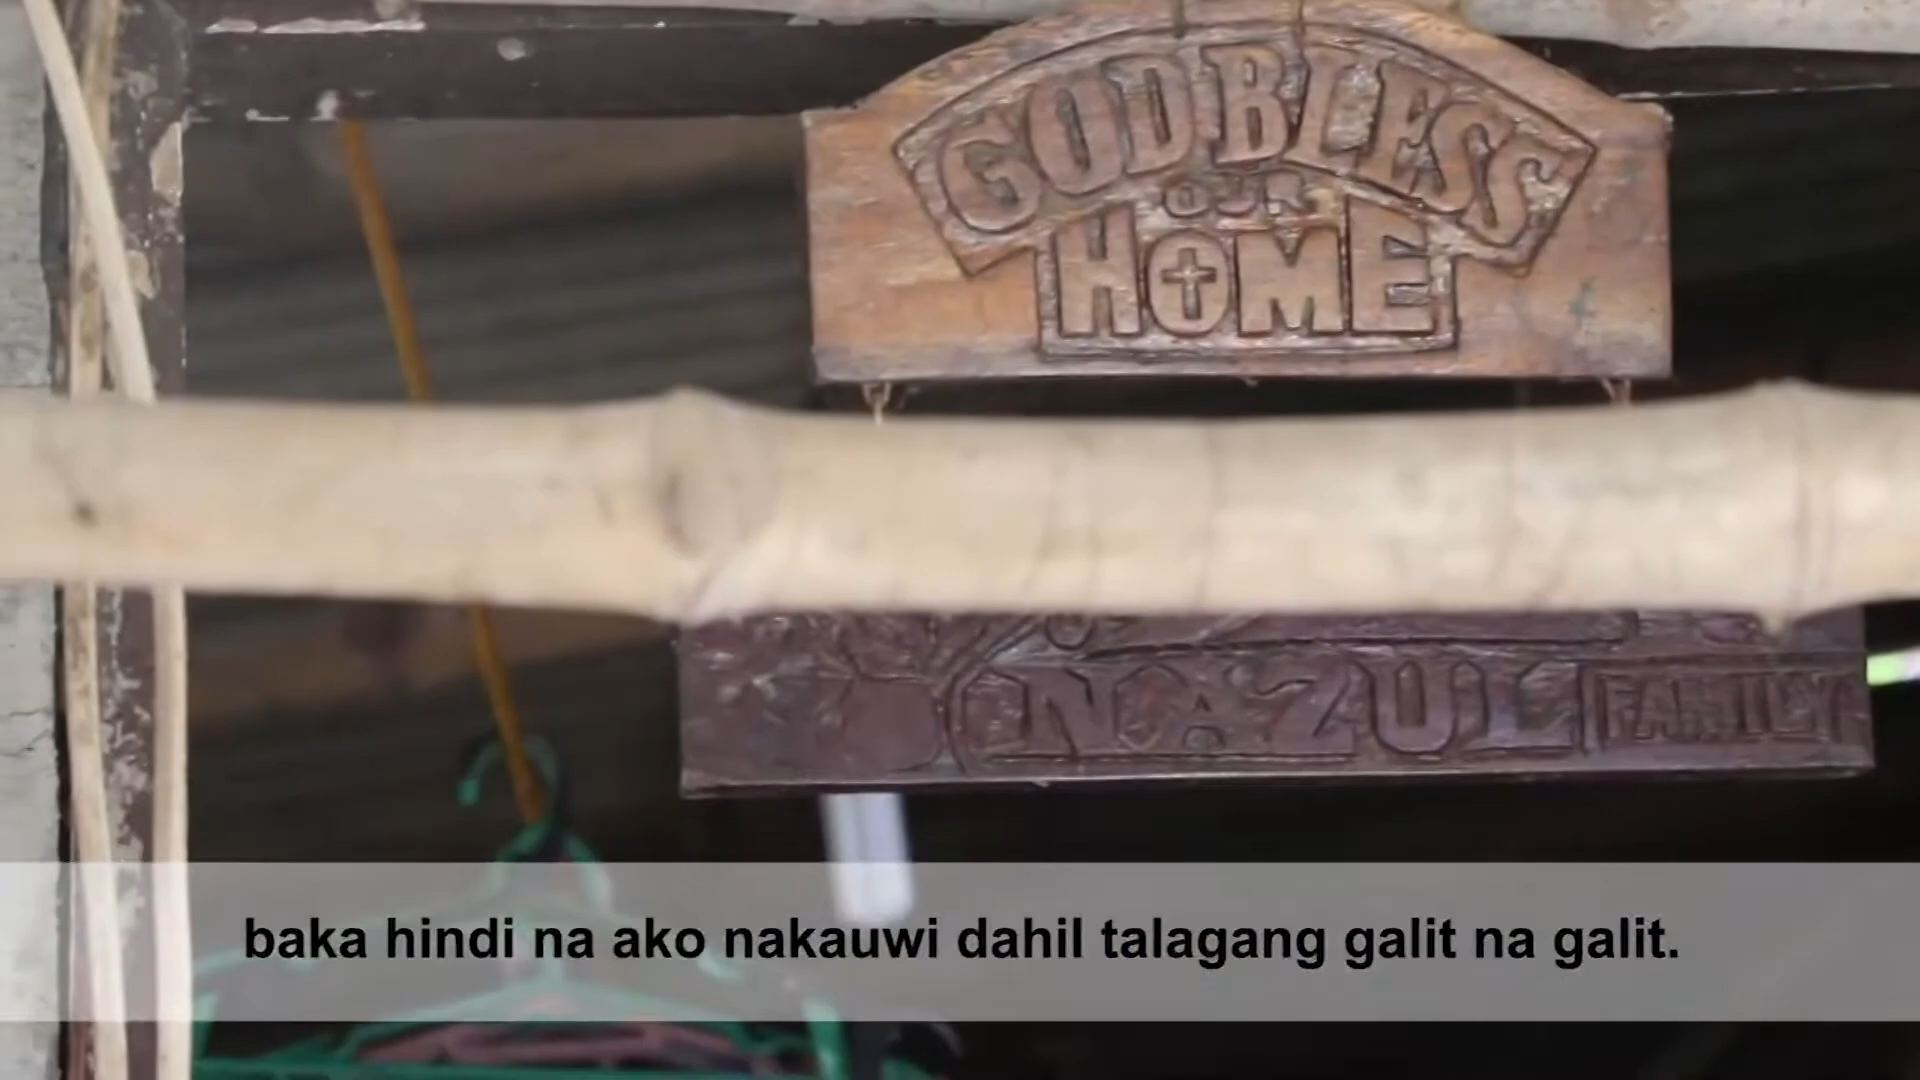 GOD BLESS
OUR
HOME
NAZUL FAMILY
baka hindi na ako nakauwi dahil talagang galit na galit.